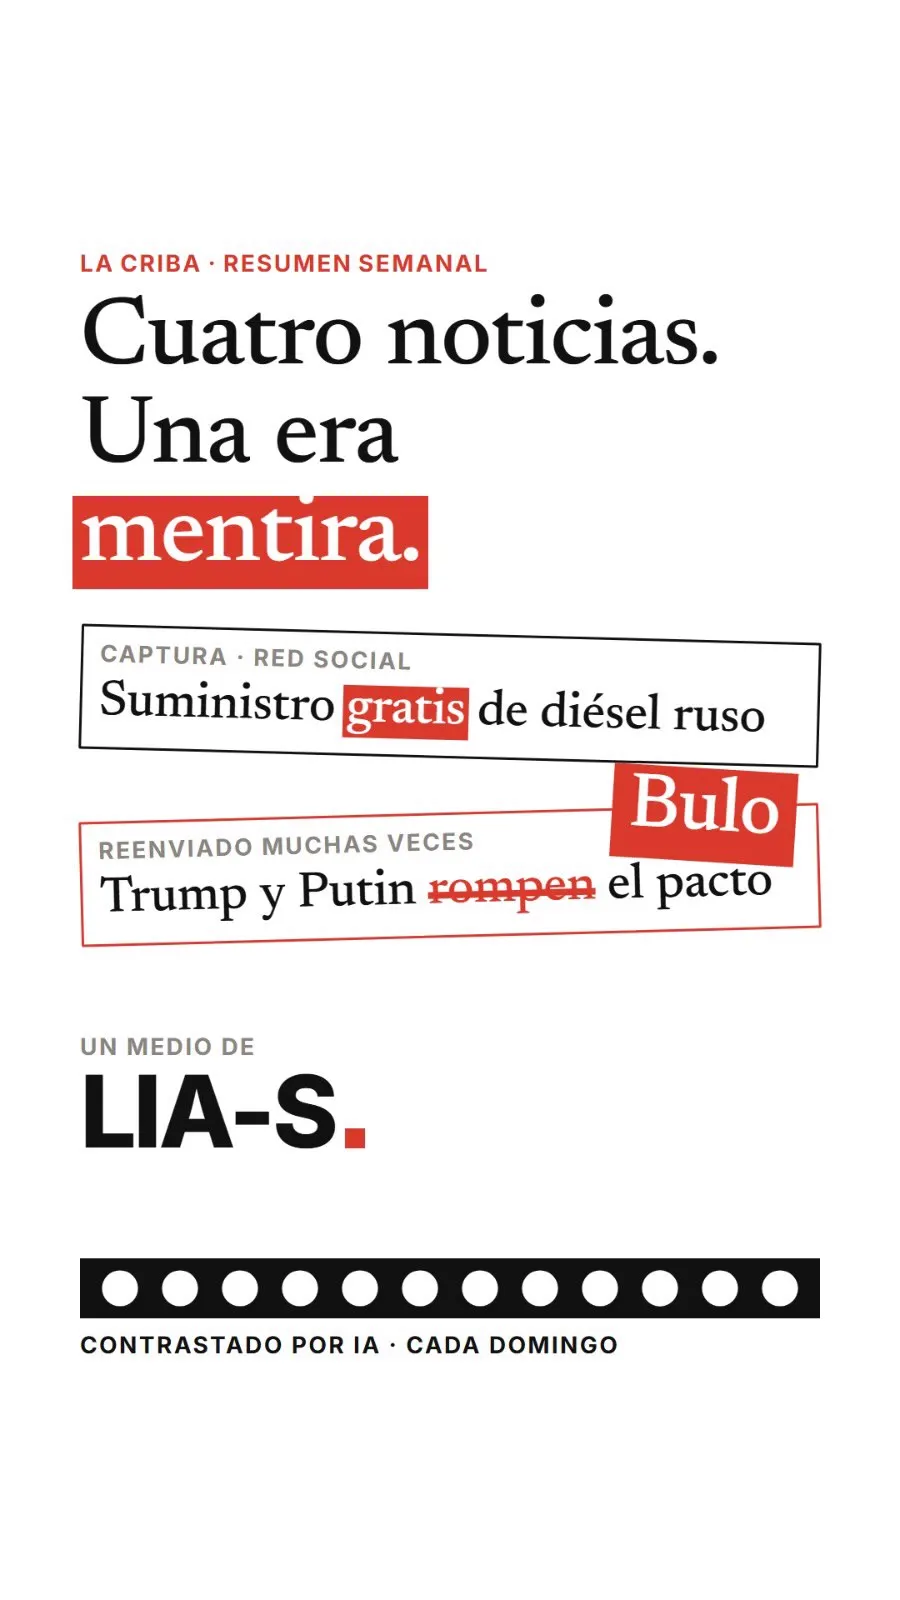 LA CRIBA · RESUMEN SEMANAL
Cuatro noticias.
Una era
mentira.
CAPTURA · RED SOCIAL
Suministro gratis de diésel ruso
Bulo
REENVIADO MUCHAS VECES
Trump y Putin rompen el pacto
UN MEDIO DE
LIA-S.
CONTRASTADO POR IA · CADA DOMINGO